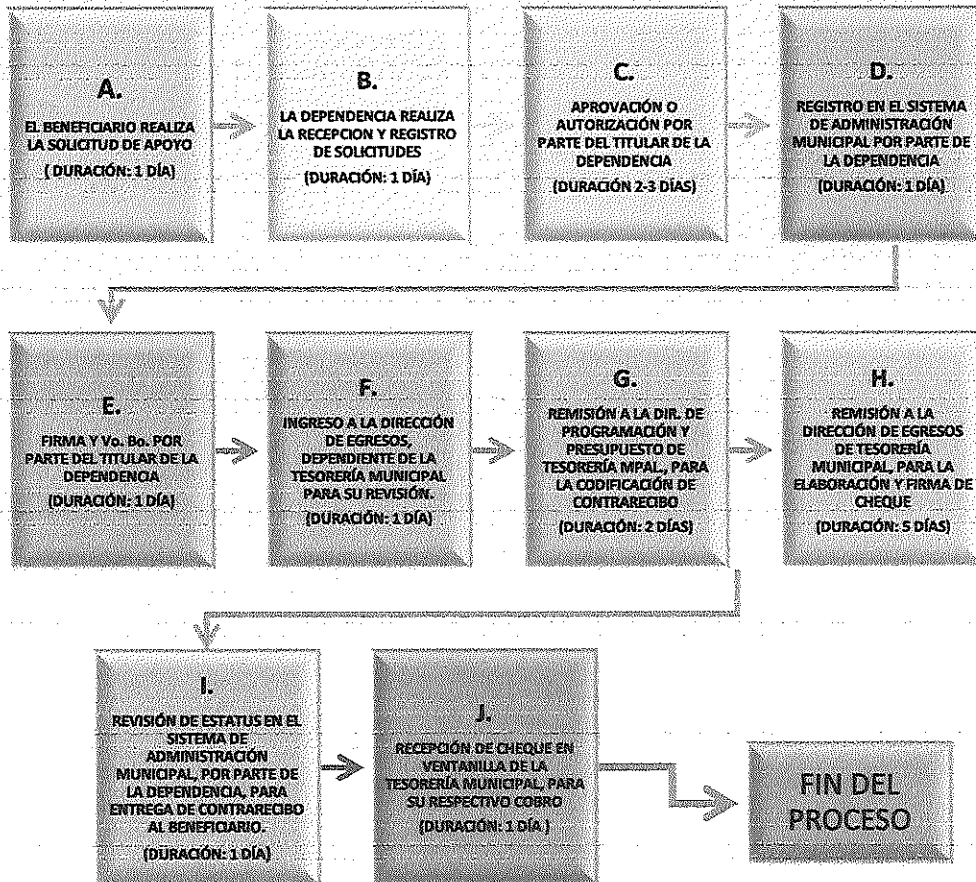 A.
EL BENEFICIARIO REALIZA
LA SOLICITUD DE APOYO
( DURACIÓN: 1 DÍA)
B.
LA DEPENDENCIA REALIZA
LA RECEPCION Y REGISTRO
DE SOLICITUDES
(DURACIÓN: 1 DÍA)
C.
APROVACIÓN O
AUTORIZACIÓN POR
PARTE DEL TITULAR DE LA
DEPENDENCIA
(DURACIÓN 2-3 DÍAS)
D.
REGISTRO EN EL SISTEMA
DE ADMINISTRACIÓN
MUNICIPAL POR PARTE DE
LA DEPENDENCIA
(DURACIÓN: 1 DÍA)
E.
FIRMA Y Vo. Bo. POR
PARTE DEL TITULAR DE LA
DEPENDENCIA
(DURACIÓN: 1 DÍA)
F.
INGRESO A LA DIRECCIÓN
DE EGRESOS,
DEPENDIENTE DE LA
TESORERÍA MUNICIPAL
PARA SU REVISIÓN.
(DURACIÓN: 1 DÍA)
G.
REMISIÓN A LA DIR. DE
PROGRAMACIÓN Y
PRESUPUESTO DE
TESORERÍA MPAL., PARA
LA CODIFICACIÓN DE
CONTRARECIBO
(DURACIÓN: 2 DÍAS)
H.
REMISIÓN A LA
DIRECCIÓN DE EGRESOS
DE TESORERÍA
MUNICIPAL, PARA LA
ELABORACIÓN Y FIRMA DE
CHEQUE
(DURACIÓN: 5 DÍAS)
I.
REVISIÓN DE ESTATUS EN EL
SISTEMA DE
ADMINISTRACIÓN
MUNICIPAL, POR PARTE DE
LA DEPENDENCIA, PARA
ENTREGA DE CONTRARECIBO
AL BENEFICIARIO.
(DURACIÓN: 1 DÍA)
J.
RECEPCIÓN DE CHEQUE EN
VENTANILLA DE LA
TESORERÍA MUNICIPAL, PARA
SU RESPECTIVO COBRO
(DURACIÓN: 1 DÍA )
FIN DEL
PROCESO